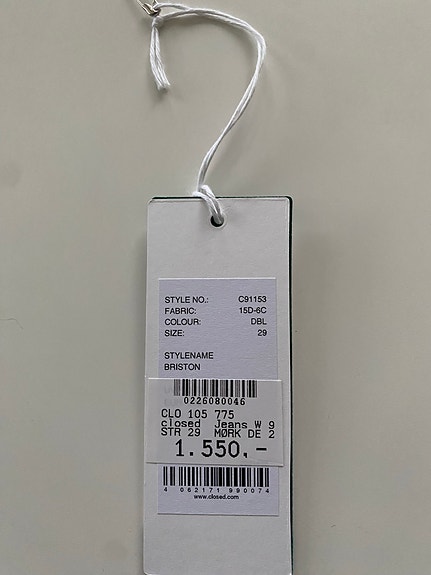 STYLE NO.: C91153
FABRIC: 15D-6C
COLOUR: DBL
SIZE: 29
STYLENAME
BRISTON
0226080046
CLO 105 775
closed Jeans W 9
STR 29 MØRK DE 2
1.550,-
4 062171 990074
www.closed.com